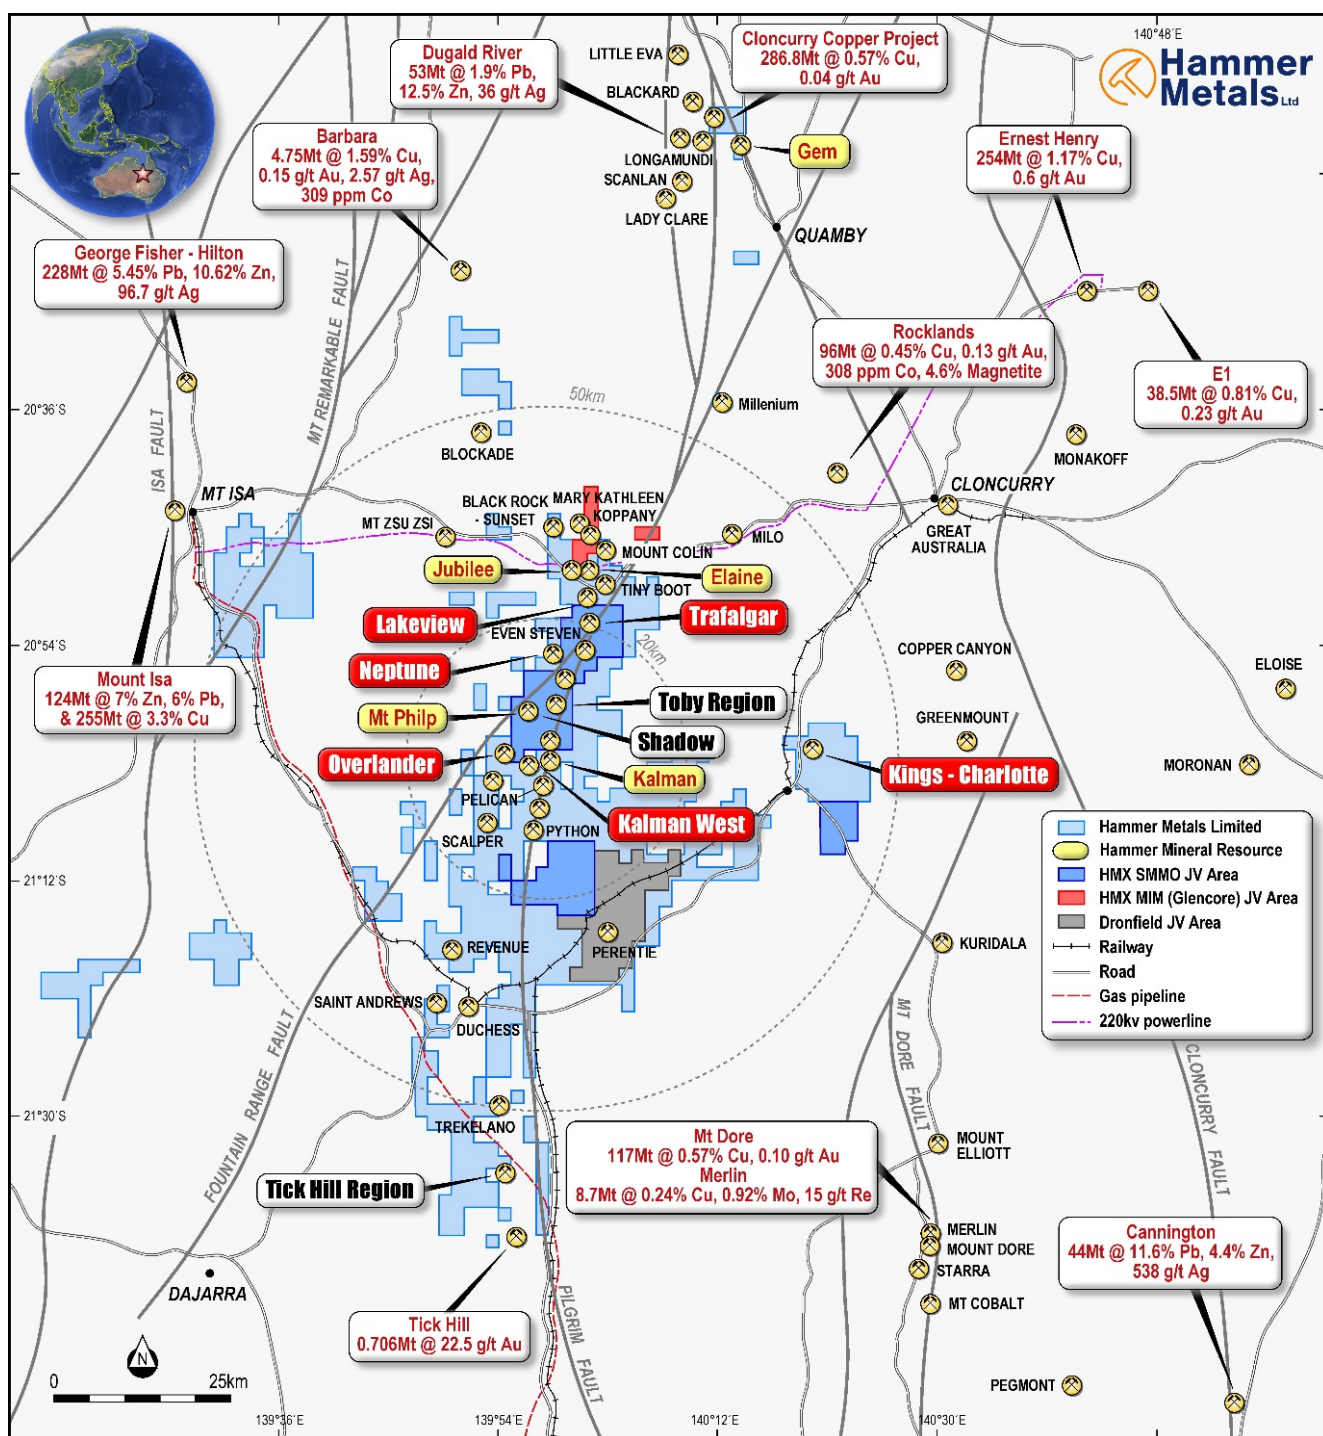 140°48´E
Hammer
Metals Ltd
Dugald River
53Mt @ 1.9% Pb,
12.5% Zn, 36 g/t Ag
LITTLE EVA
Cloncurry Copper Project
286.8Mt @ 0.57% Cu,
0.04 g/t Au
BLACKARD
Barbara
4.75Mt @ 1.59% Cu,
0.15 g/t Au, 2.57 g/t Ag,
309 ppm Co
LONGAMUNDI
Gem
Ernest Henry
254Mt @ 1.17% Cu,
0.6 g/t Au
SCANLAN
LADY CLARE
QUAMBY
George Fisher - Hilton
228Mt @ 5.45% Pb, 10.62% Zn,
96.7 g/t Ag
MT REMARKABLE FAULT
Rocklands
96Mt @ 0.45% Cu, 0.13 g/t Au,
308 ppm Co, 4.6% Magnetite
E1
38.5Mt @ 0.81% Cu,
0.23 g/t Au
20°36´S
50km
Millenium
ISA FAULT
BLOCKADE
MONAKOFF
MT ISA
CLONCURRY
BLACK ROCK
- SUNSET
MARY KATHLEEN
KOPPANY
MT ZSU ZSI
MOUNT COLIN
MILO
GREAT
AUSTRALIA
Jubilee
Elaine
TINY BOOT
Lakeview
Trafalgar
EVEN STEVEN
20km
20°54´S
Neptune
COPPER CANYON
ELOISE
Mount Isa
124Mt @ 7% Zn, 6% Pb,
& 255Mt @ 3.3% Cu
Mt Philp
Toby Region
GREENMOUNT
Shadow
Overlander
Kalman
Kings - Charlotte
MORONAN
PELICAN
Kalman West
SCALPER
PYTHON
Hammer Metals Limited
Hammer Mineral Resource
HMX SMMO JV Area
HMX MIM (Glencore) JV Area
Dronfield JV Area
Railway
Road
Gas pipeline
220kv powerline
21°12´S
REVENUE
PERENTIE
KURIDALA
SAINT ANDREWS
DUCHESS
FOUNTAIN RANGE FAULT
MT DORE FAULT
CLONCURRY FAULT
21°30´S
TREKELANO
Mt Dore
117Mt @ 0.57% Cu, 0.10 g/t Au
Merlin
8.7Mt @ 0.24% Cu, 0.92% Mo, 15 g/t Re
MOUNT
ELLIOTT
Tick Hill Region
MERLIN
MOUNT DORE
STARRA
Cannington
44Mt @ 11.6% Pb, 4.4% Zn,
538 g/t Ag
DAJARRA
MT COBALT
Tick Hill
0.706Mt @ 22.5 g/t Au
PILGRIM FAULT
N
0
25km
PEGMONT
139°36´E
139°54´E
140°12´E
140°30´E